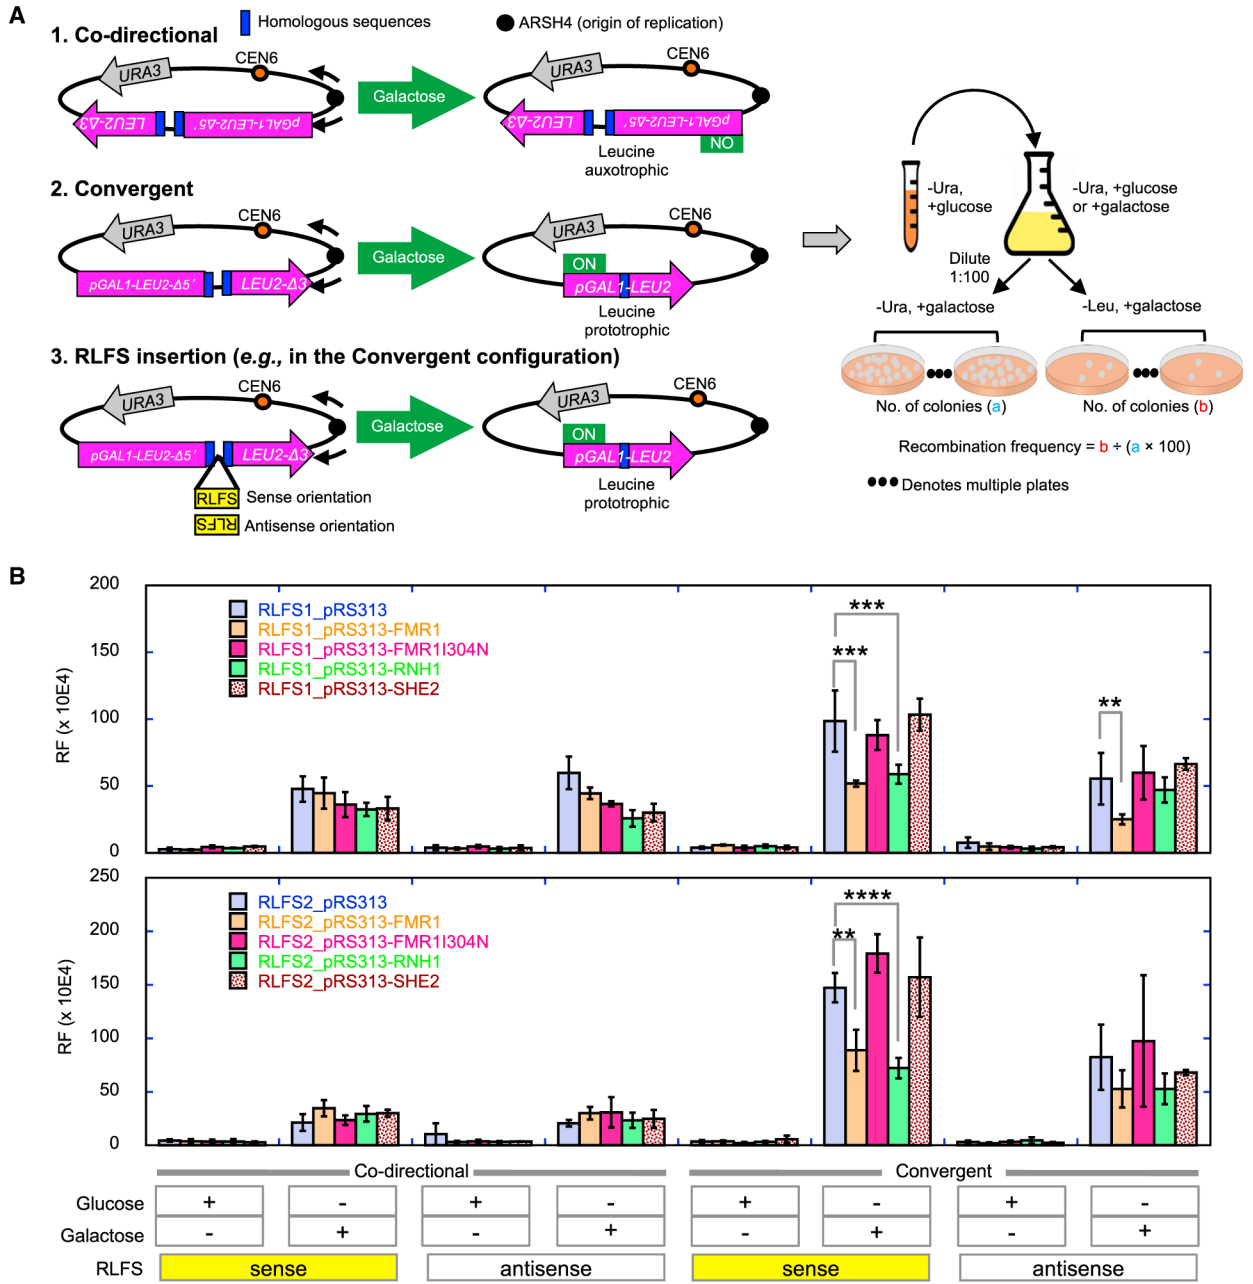 A
Homologous sequences
ARSH4 (origin of replication)
1. Co-directional
URA3
CEN6
LEU2-Δ3
pGAL1-LEU2-Δ5′
Galactose
URA3
CEN6
LEU2-Δ3
pGAL1-LEU2-Δ5′
NO
Leucine
auxotrophic
2. Convergent
URA3
CEN6
pGAL1-LEU2-Δ5′
LEU2-Δ3
Galactose
URA3
CEN6
ON
pGAL1-LEU2
Leucine
prototrophic
3. RLFS insertion (e.g., in the Convergent configuration)
URA3
CEN6
pGAL1-LEU2-Δ5′
LEU2-Δ3
RLFS
Sense orientation
RLFS
Antisense orientation
Galactose
URA3
CEN6
ON
pGAL1-LEU2
Leucine
prototrophic
-Ura,
+glucose
-Ura, +glucose
or +galactose
Dilute
1:100
-Ura, +galactose
-Leu, +galactose
No. of colonies (a)
No. of colonies (b)
Recombination frequency = b ÷ (a × 100)
Denotes multiple plates
B
RF (x 10E4)
200
150
100
50
0
RLFS1_pRS313
RLFS1_pRS313-FMR1
RLFS1_pRS313-FMR1I304N
RLFS1_pRS313-RNH1
RLFS1_pRS313-SHE2
***
***
**
RF (x 10E4)
250
200
150
100
50
0
RLFS2_pRS313
RLFS2_pRS313-FMR1
RLFS2_pRS313-FMR1I304N
RLFS2_pRS313-RNH1
RLFS2_pRS313-SHE2
****
**
Co-directional Convergent
Glucose + - + - + - + -
Galactose - + - + - + - +
RLFS sense antisense sense antisense